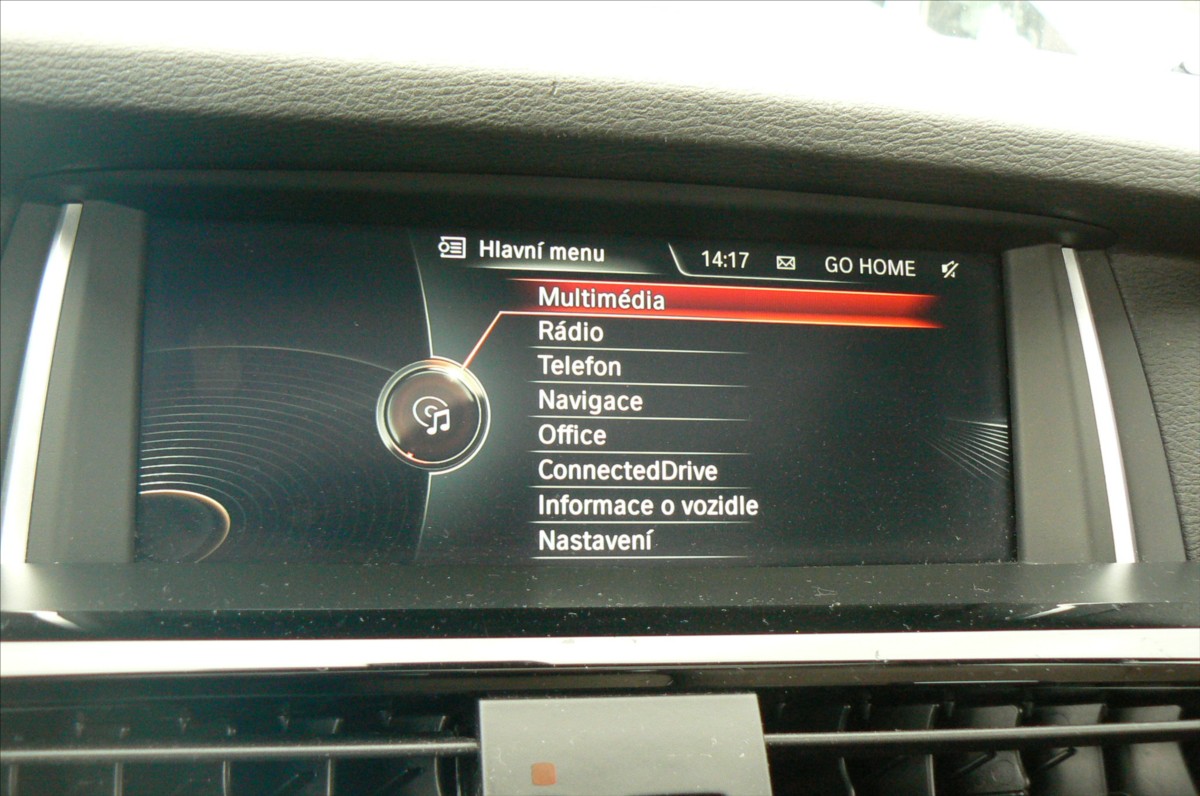 Hlavní menu 14:17 GO HOME
Multimédia
Rádio
Telefon
Navigace
Office
ConnectedDrive
Informace o vozidle
Nastavení